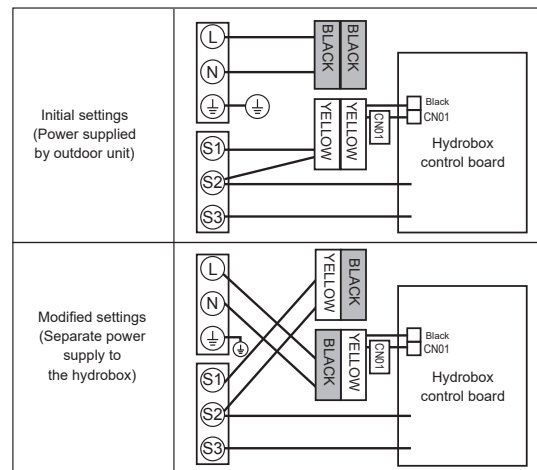 Initial settings
(Power supplied
by outdoor unit)
L
N
S1
S2
S3
BLACK
BLACK
YELLOW
YELLOW
CN01
Black
CN01
Hydrobox
control board
Modified settings
(Separate power
supply to
the hydrobox)
L
N
S1
S2
S3
YELLOW
BLACK
BLACK
YELLOW
CN01
Black
CN01
Hydrobox
control board